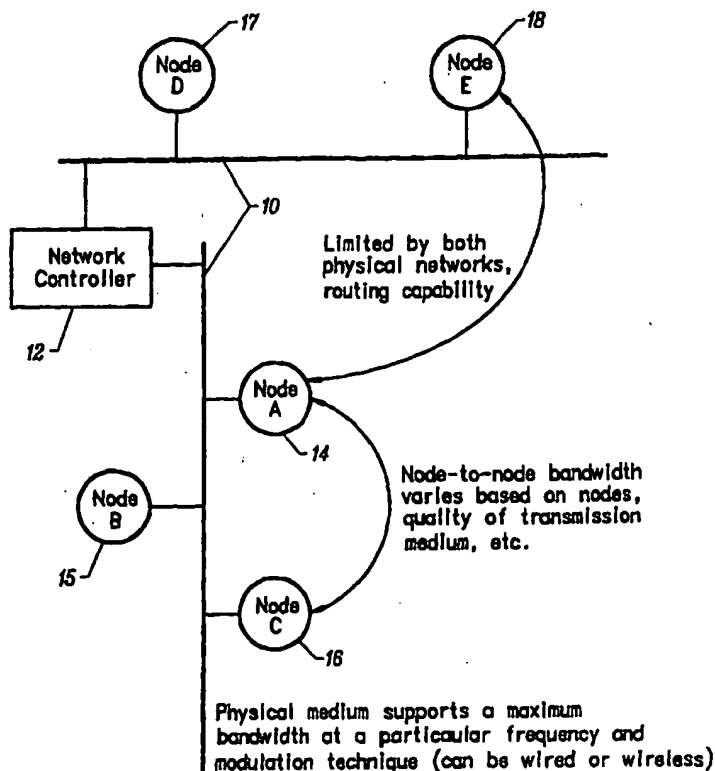 17
18
Node
D
Node
E
10
Network
Controller
12
Limited by both
physical networks,
routing capability
Node
A
14
Node
B
15
Node-to-node bandwidth
varies based on nodes,
quality of transmission
medium, etc.
Node
C
16
Physical medium supports a maximum
bandwidth at a particaular frequency and
modulation technique (can be wired or wireless)